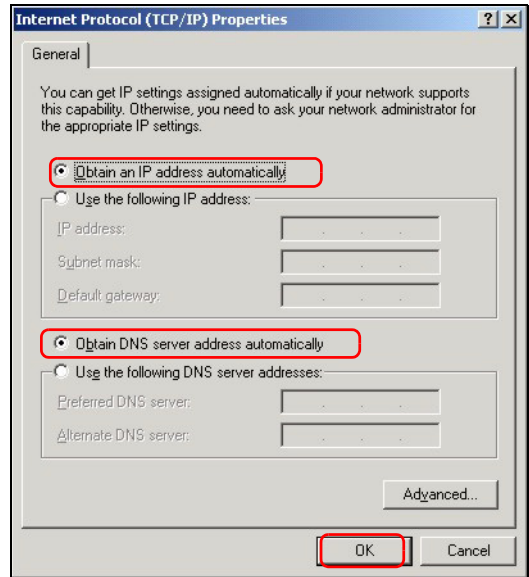 Internet Protocol (TCP/IP) Properties
General
You can get IP settings assigned automatically if your network supports
this capability. Otherwise, you need to ask your network administrator for
the appropriate IP settings.
Obtain an IP address automatically
Use the following IP address:
IP address:
Subnet mask:
Default gateway:
Obtain DNS server address automatically
Use the following DNS server addresses:
Preferred DNS server:
Alternate DNS server:
Advanced...
OK Cancel